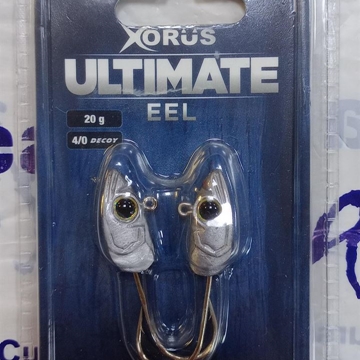 XORUS
ULTIMATE
EEL
20 g
4/0 DECOY